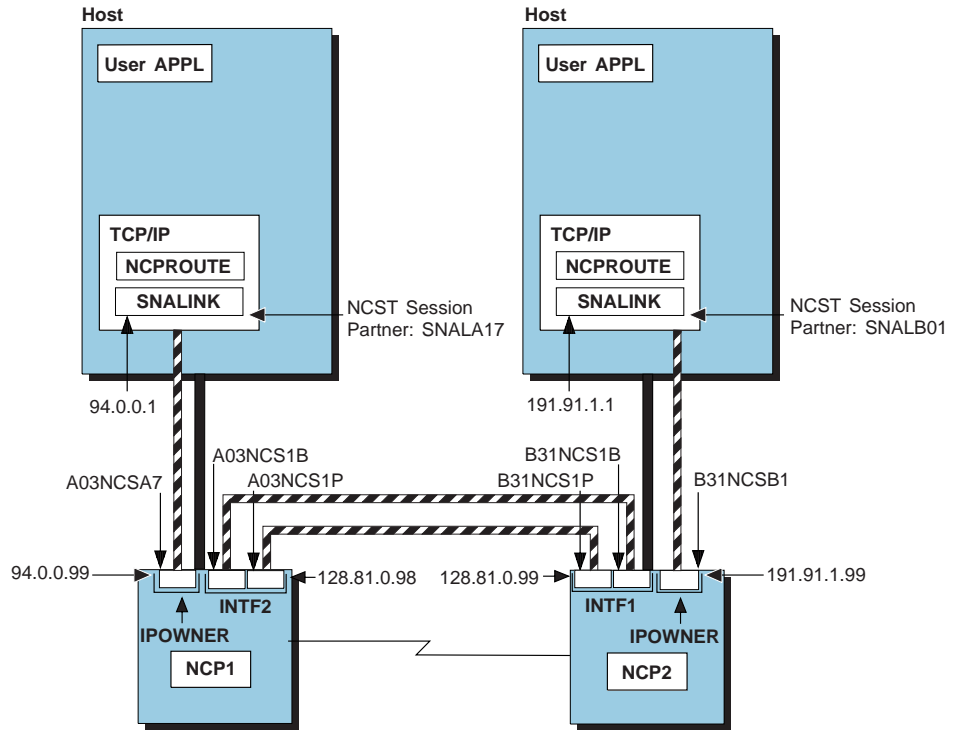 Host
Host
User APPL
User APPL
TCP/IP
NCPROUTE
SNALINK
TCP/IP
NCPROUTE
SNALINK
NCST Session
Partner: SNALA17
NCST Session
Partner: SNALB01
94.0.0.1
191.91.1.1
A03NCSA7
A03NCS1B
A03NCS1P
B31NCS1B
B31NCS1P
B31NCSB1
94.0.0.99
128.81.0.98
128.81.0.99
191.91.1.99
INTF2
INTF1
IPOWNER
IPOWNER
NCP1
NCP2